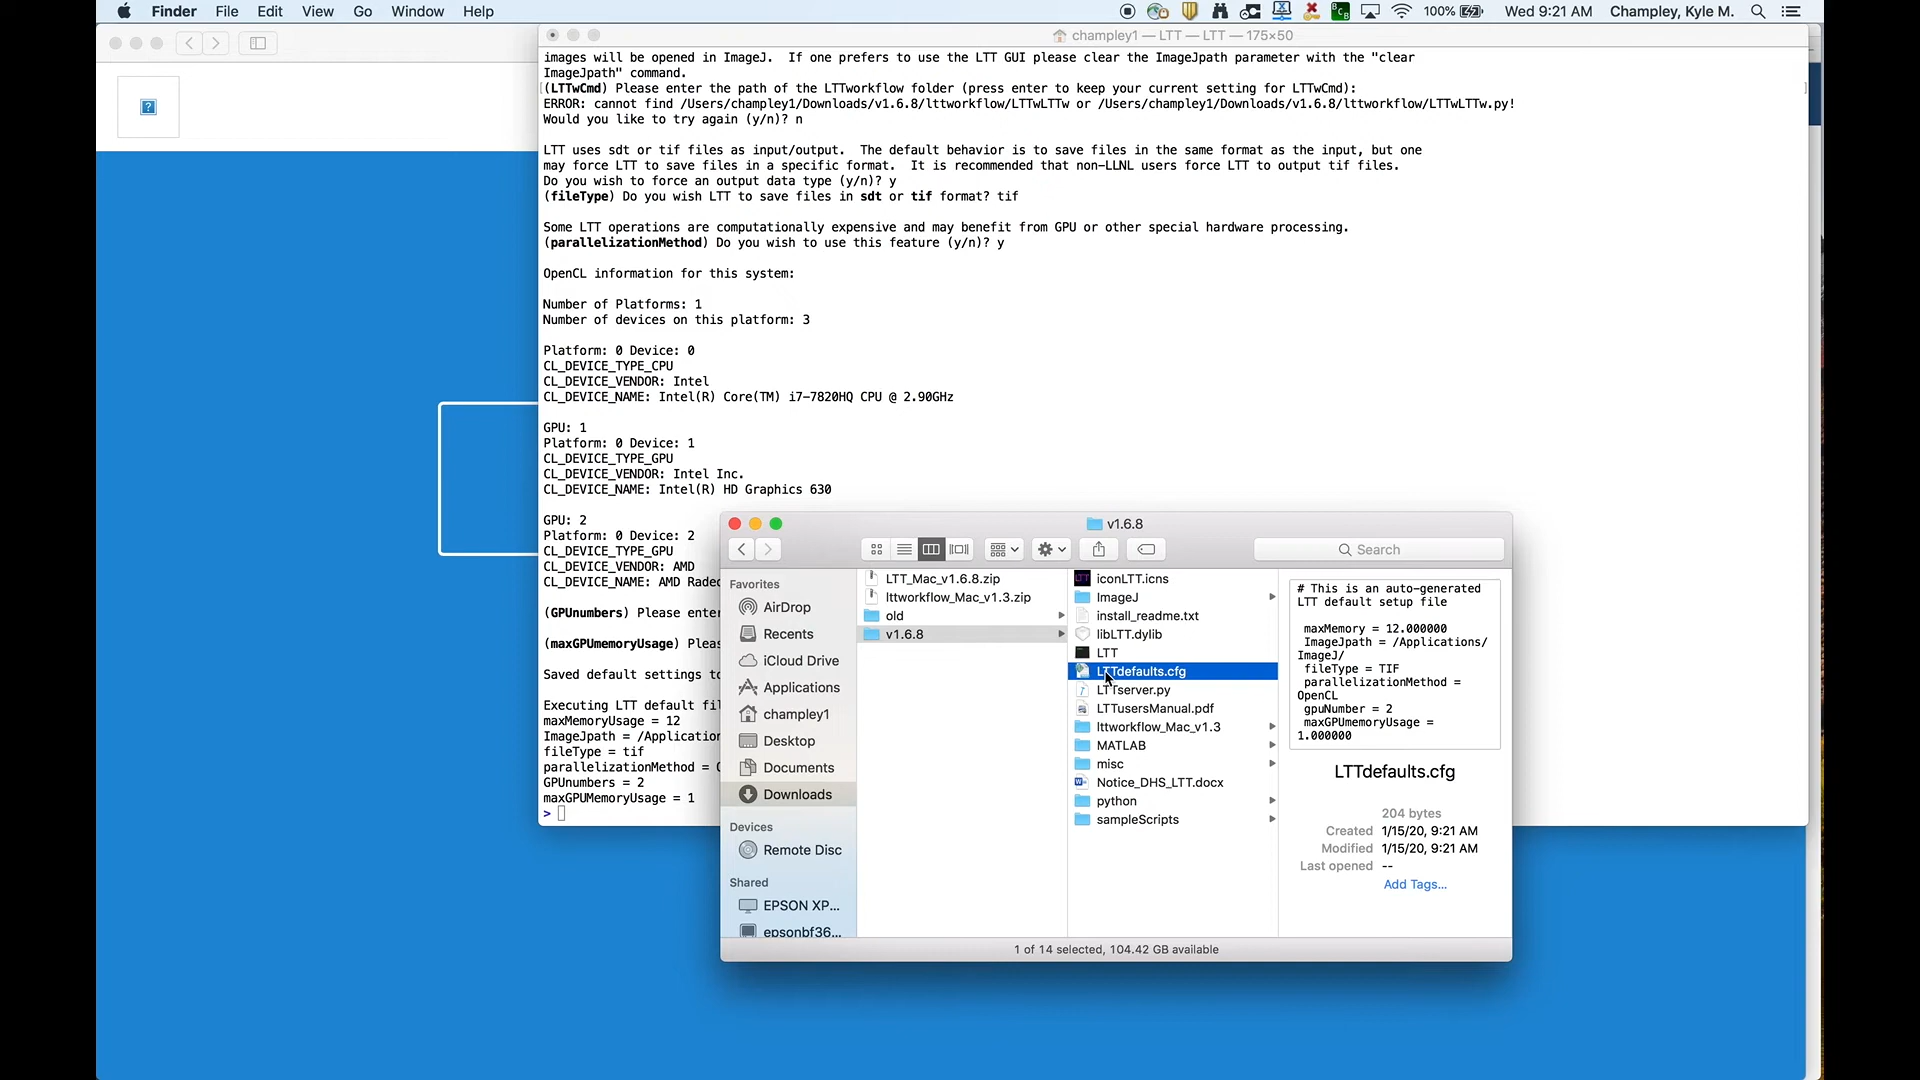 Finder File Edit View Go Window Help 100% Wed 9:21 AM Champley, Kyle M.
champley1 — LTT — LTT — 175×50
images will be opened in ImageJ.  If one prefers to use the LTT GUI please clear the ImageJpath parameter with the "clear
ImageJpath" command.
(LTTwCmd) Please enter the path of the LTTworkflow folder (press enter to keep your current setting for LTTwCmd):
ERROR: cannot find /Users/champley1/Downloads/v1.6.8/lttworkflow/LTTwLTTw or /Users/champley1/Downloads/v1.6.8/lttworkflow/LTTwLTTw.py!
Would you like to try again (y/n)? n
LTT uses sdt or tif files as input/output.  The default behavior is to save files in the same format as the input, but one
may force LTT to save files in a specific format.  It is recommended that non-LLNL users force LTT to output tif files.
Do you wish to force an output data type (y/n)? y
(fileType) Do you wish LTT to save files in sdt or tif format? tif
Some LTT operations are computationally expensive and may benefit from GPU or other special hardware processing.
(parallelizationMethod) Do you wish to use this feature (y/n)? y
OpenCL information for this system:
Number of Platforms: 1
Number of devices on this platform: 3
Platform: 0 Device: 0
CL_DEVICE_TYPE_CPU
CL_DEVICE_VENDOR: Intel
CL_DEVICE_NAME: Intel(R) Core(TM) i7-7820HQ CPU @ 2.90GHz
GPU: 1
Platform: 0 Device: 1
CL_DEVICE_TYPE_GPU
CL_DEVICE_VENDOR: Intel Inc.
CL_DEVICE_NAME: Intel(R) HD Graphics 630
GPU: 2
Platform: 0 Device: 2
CL_DEVICE_TYPE_GPU
CL_DEVICE_VENDOR: AMD
CL_DEVICE_NAME: AMD Radeo
(GPUnumbers) Please enter
(maxGPUmemoryUsage) Pleas
Saved default settings to
Executing LTT default fil
maxMemoryUsage = 12
ImageJpath = /Application
fileType = tif
parallelizationMethod = O
GPUnumbers = 2
maxGPUMemoryUsage = 1
>
v1.6.8
Search
Favorites
AirDrop
Recents
iCloud Drive
Applications
champley1
Desktop
Documents
Downloads
Devices
Remote Disc
Shared
EPSON XP...
epsonbf36...
LTT_Mac_v1.6.8.zip
lttworkflow_Mac_v1.3.zip
old
v1.6.8
iconLTT.icns
ImageJ
install_readme.txt
libLTT.dylib
LTT
LTTdefaults.cfg
LTTserver.py
LTTusersManual.pdf
lttworkflow_Mac_v1.3
MATLAB
misc
Notice_DHS_LTT.docx
python
sampleScripts
# This is an auto-generated
LTT default setup file
maxMemory = 12.000000
ImageJpath = /Applications/
ImageJ/
fileType = TIF
parallelizationMethod =
OpenCL
gpuNumber = 2
maxGPUmemoryUsage =
1.000000
LTTdefaults.cfg
204 bytes
Created 1/15/20, 9:21 AM
Modified 1/15/20, 9:21 AM
Last opened --
Add Tags...
1 of 14 selected, 104.42 GB available